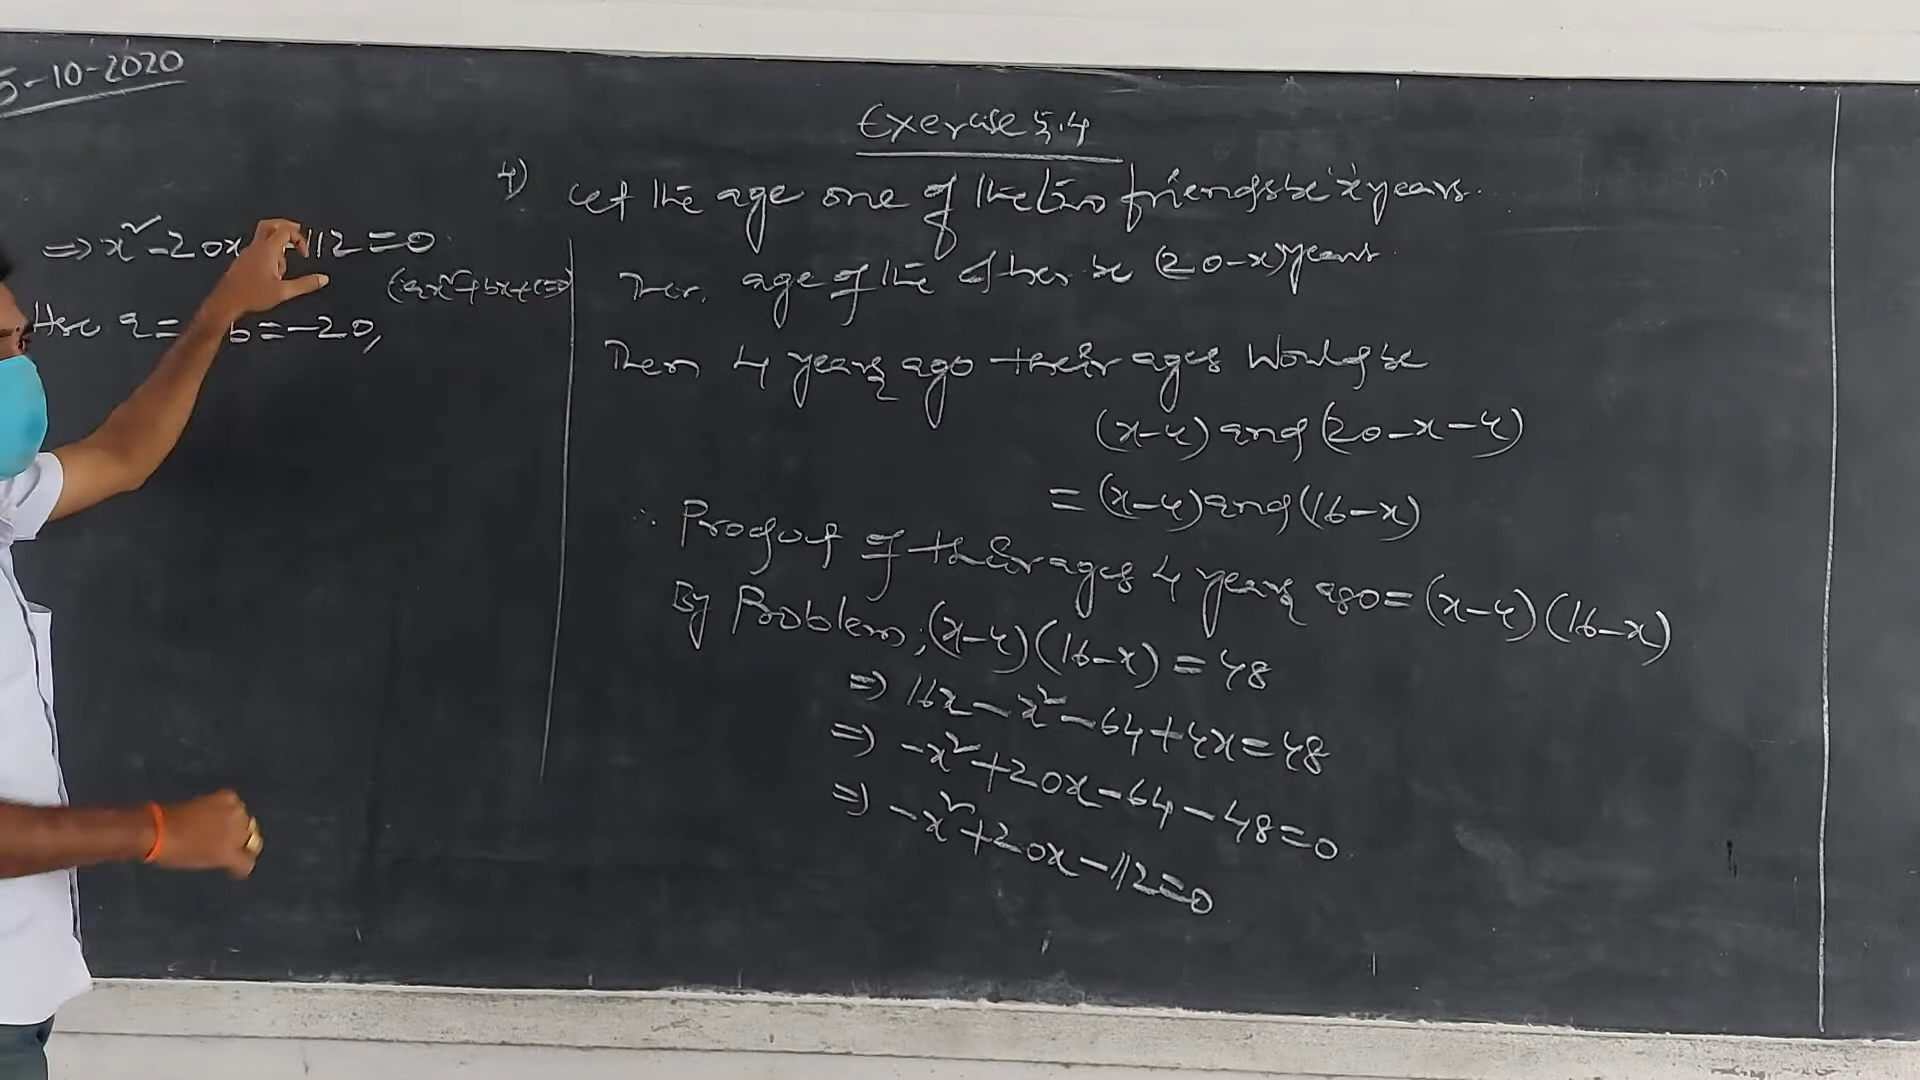 5-10-2020
Exercise 5.4
4) Let the age one of the two friends be 'x' years.
Then, age of the other be (20-x) years
Then 4 years ago their ages would be
(x-4) and (20-x-4)
= (x-4) and (16-x)
∴ Product of their ages 4 years ago = (x-4)(16-x)
By Problem, (x-4)(16-x) = 48
⇒ 16x - x² - 64 + 4x = 48
⇒ -x² + 20x - 64 - 48 = 0
⇒ -x² + 20x - 112 = 0
⇒ x² - 20x 112 = 0
(ax² + bx + c = 0)
Here a = b = -20,